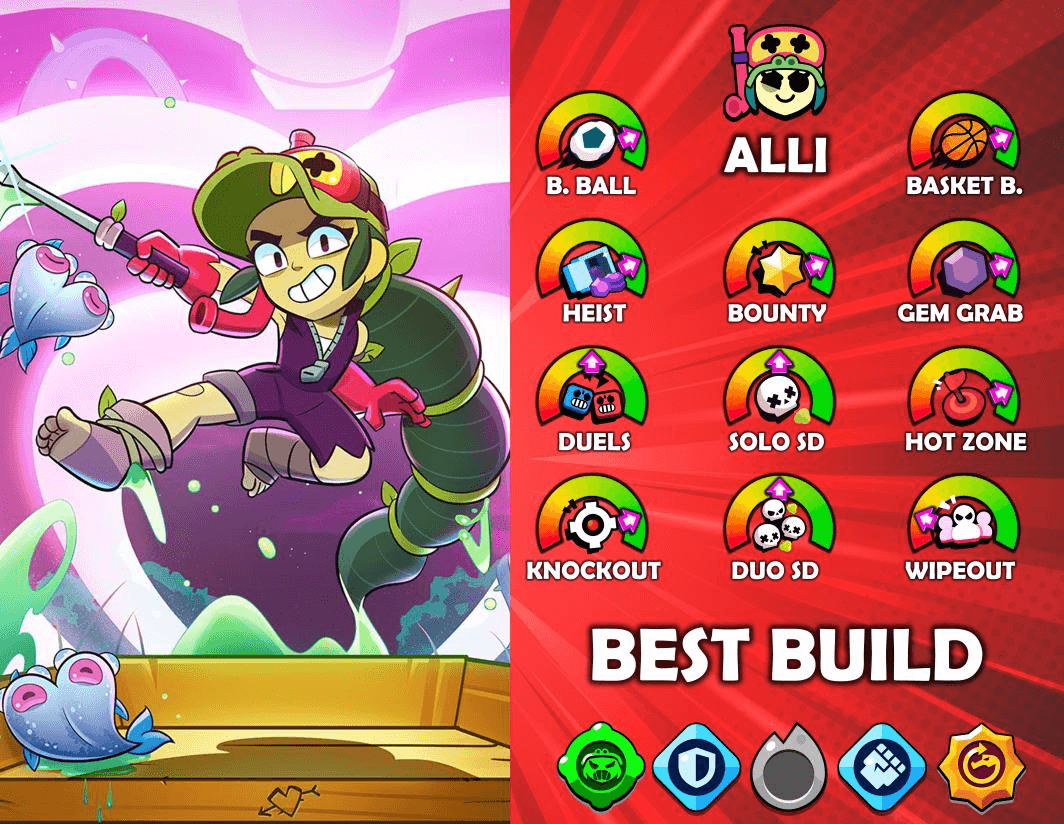 ALLI
B. BALL
BASKET B.
HEIST
BOUNTY
GEM GRAB
DUELS
SOLO SD
HOT ZONE
KNOCKOUT
DUO SD
WIPEOUT
BEST BUILD